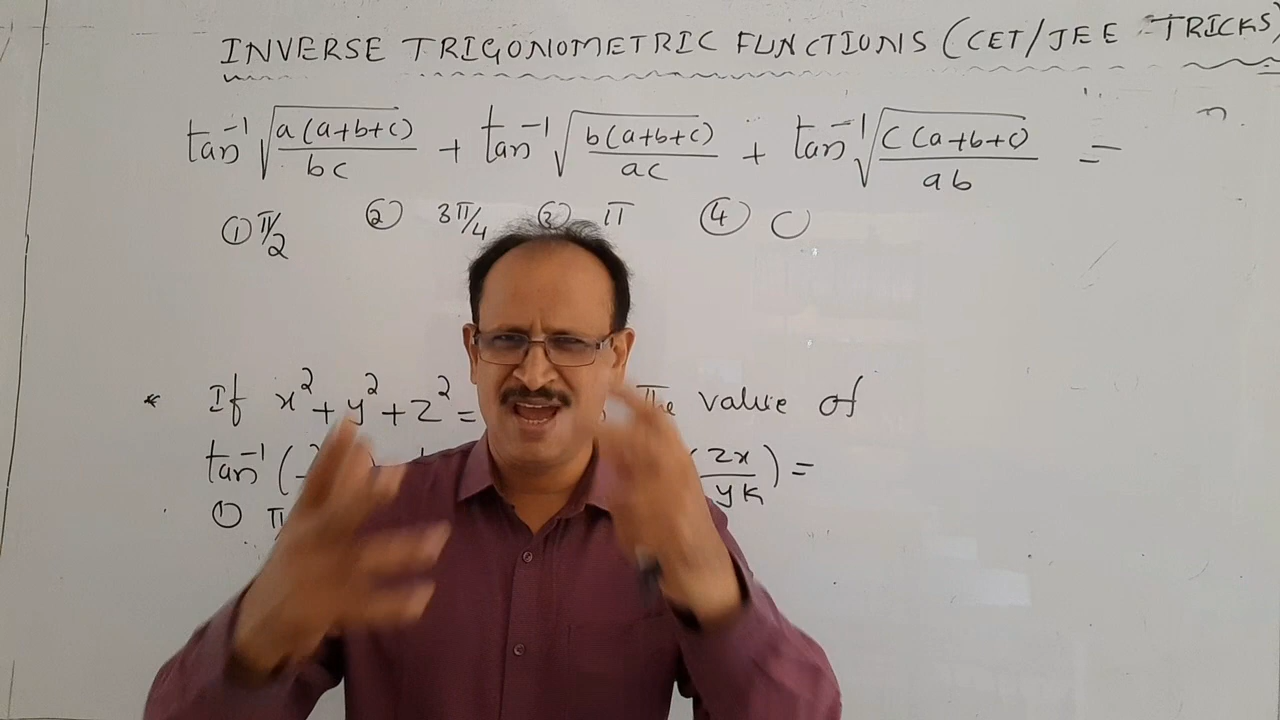 INVERSE TRIGONOMETRIC FUNCTIONS (CET/JEE TRICKS)
tan⁻¹ √(a(a+b+c)/bc) + tan⁻¹ √(b(a+b+c)/ac) + tan⁻¹ √(c(a+b+c)/ab) =
① π/2 ② 3π/4 ③ π ④ 0
* If x² + y² + z² = The value of
tan⁻¹ ( zx/yk ) =
① π